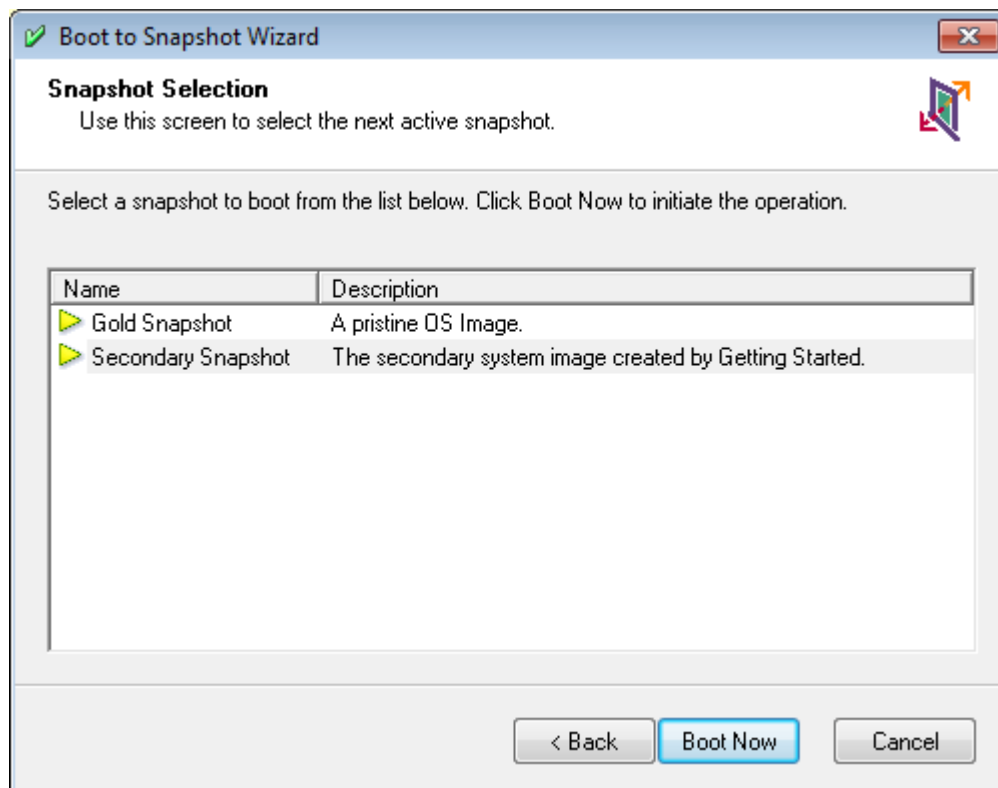 Boot to Snapshot Wizard
Snapshot Selection
Use this screen to select the next active snapshot.
Select a snapshot to boot from the list below. Click Boot Now to initiate the operation.
Name Description
Gold Snapshot A pristine OS Image.
Secondary Snapshot The secondary system image created by Getting Started.
< Back Boot Now Cancel